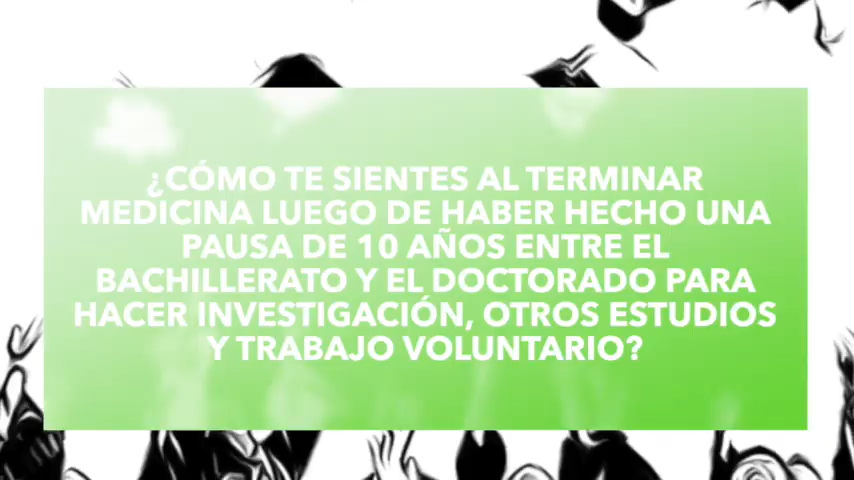 ¿CÓMO TE SIENTES AL TERMINAR
MEDICINA LUEGO DE HABER HECHO UNA
PAUSA DE 10 AÑOS ENTRE EL
BACHILLERATO Y EL DOCTORADO PARA
HACER INVESTIGACIÓN, OTROS ESTUDIOS
Y TRABAJO VOLUNTARIO?